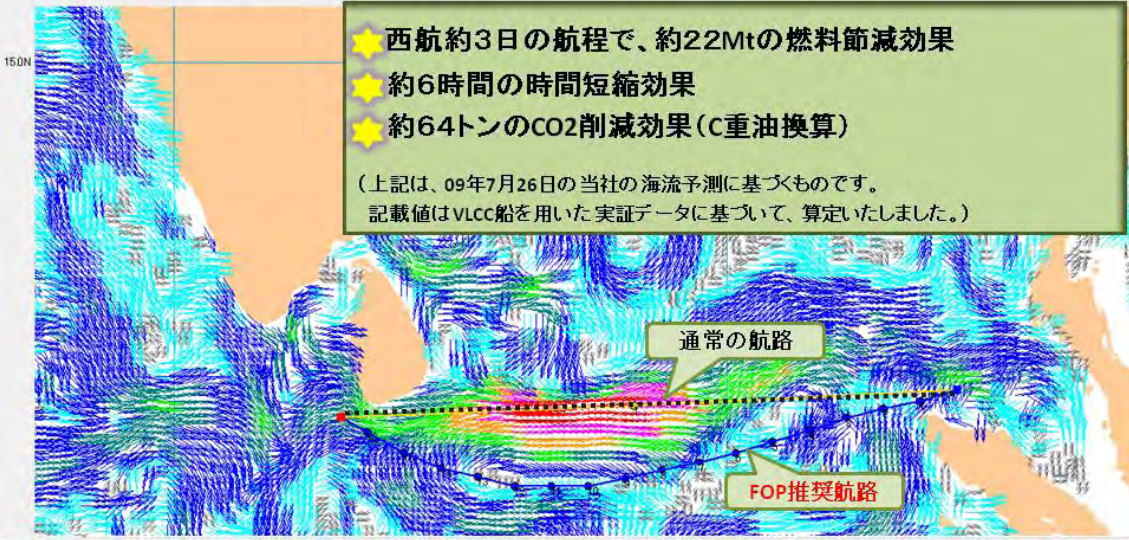 西航約3日の航程で、約22Mtの燃料節減効果
約6時間の時間短縮効果
約64トンのCO2削減効果(C重油換算)
15.0N
(上記は、09年7月26日の当社の海流予測に基づくものです。
記載値はVLCC船を用いた実証データに基づいて、算定いたしました。)
通常の航路
FOP推奨航路